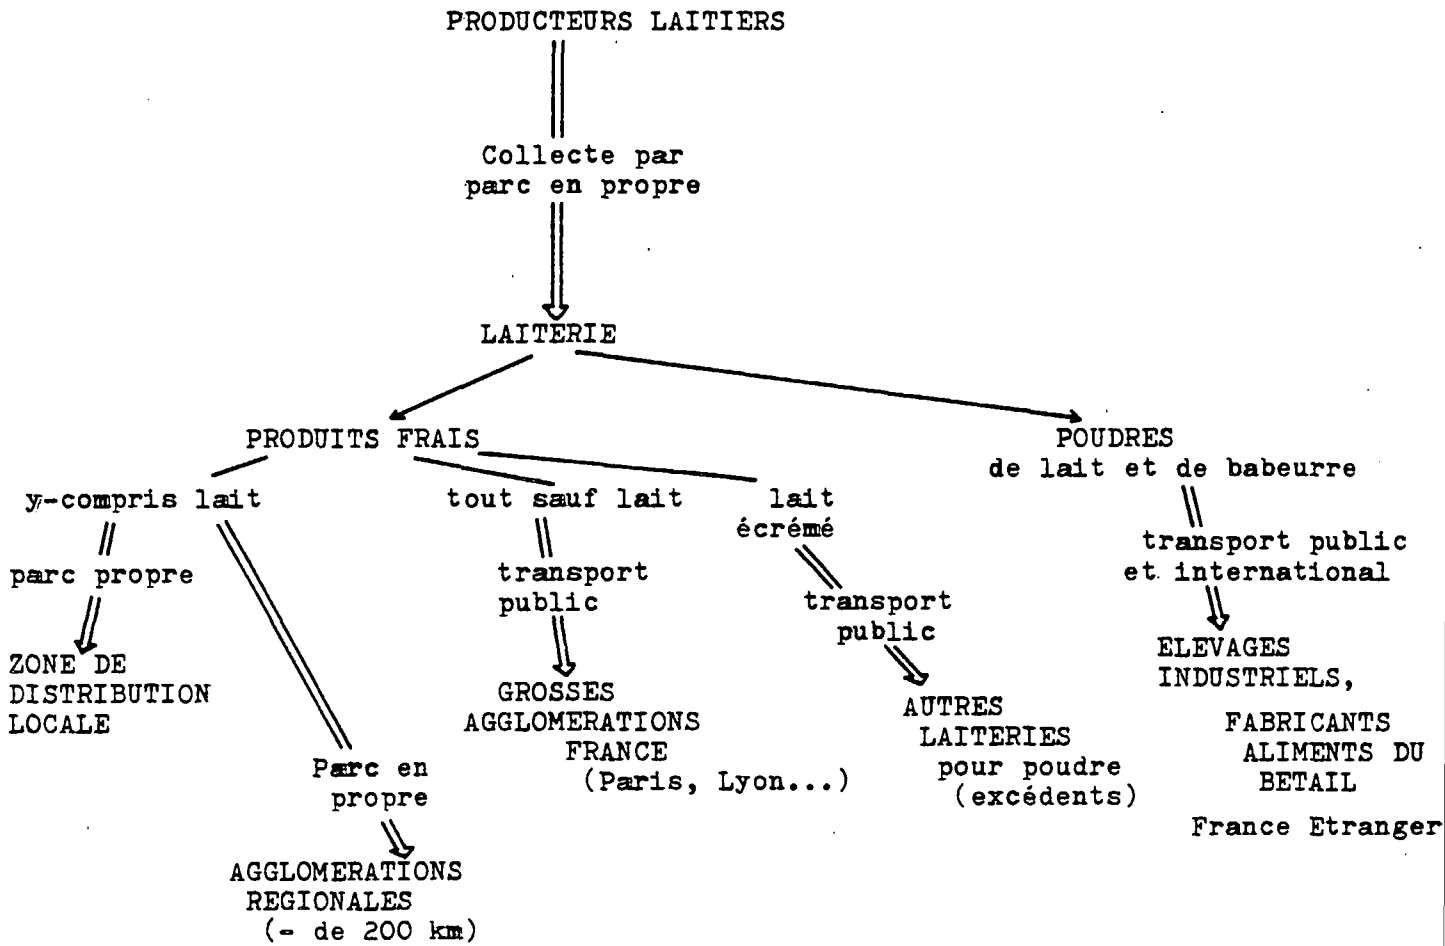 PRODUCTEURS LAITIERS
Collecte par
parc en propre
LAITERIE
PRODUITS FRAIS
POUDRES
de lait et de babeurre
y-compris lait
tout sauf lait
lait
écrémé
parc propre
transport
public
transport
public
transport public
et international
ZONE DE
DISTRIBUTION
LOCALE
Parc en
propre
AGGLOMERATIONS
REGIONALES
(- de 200 km)
GROSSES
AGGLOMERATIONS
FRANCE
(Paris, Lyon...)
AUTRES
LAITERIES
pour poudre
(excédents)
ELEVAGES
INDUSTRIELS,
FABRICANTS
ALIMENTS DU
BETAIL
France Etranger